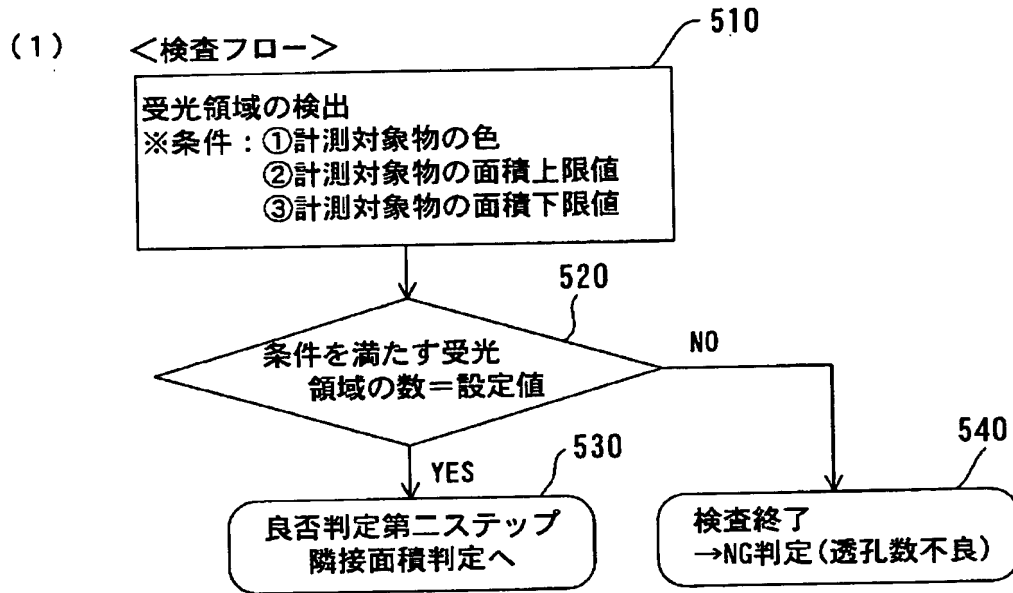 510
(1) <検査フロー>
受光領域の検出
※条件：①計測対象物の色
②計測対象物の面積上限値
③計測対象物の面積下限値
520
条件を満たす受光
領域の数＝設定値
NO
YES
530
540
良否判定第二ステップ
隣接面積判定へ
検査終了
→NG判定(透孔数不良)